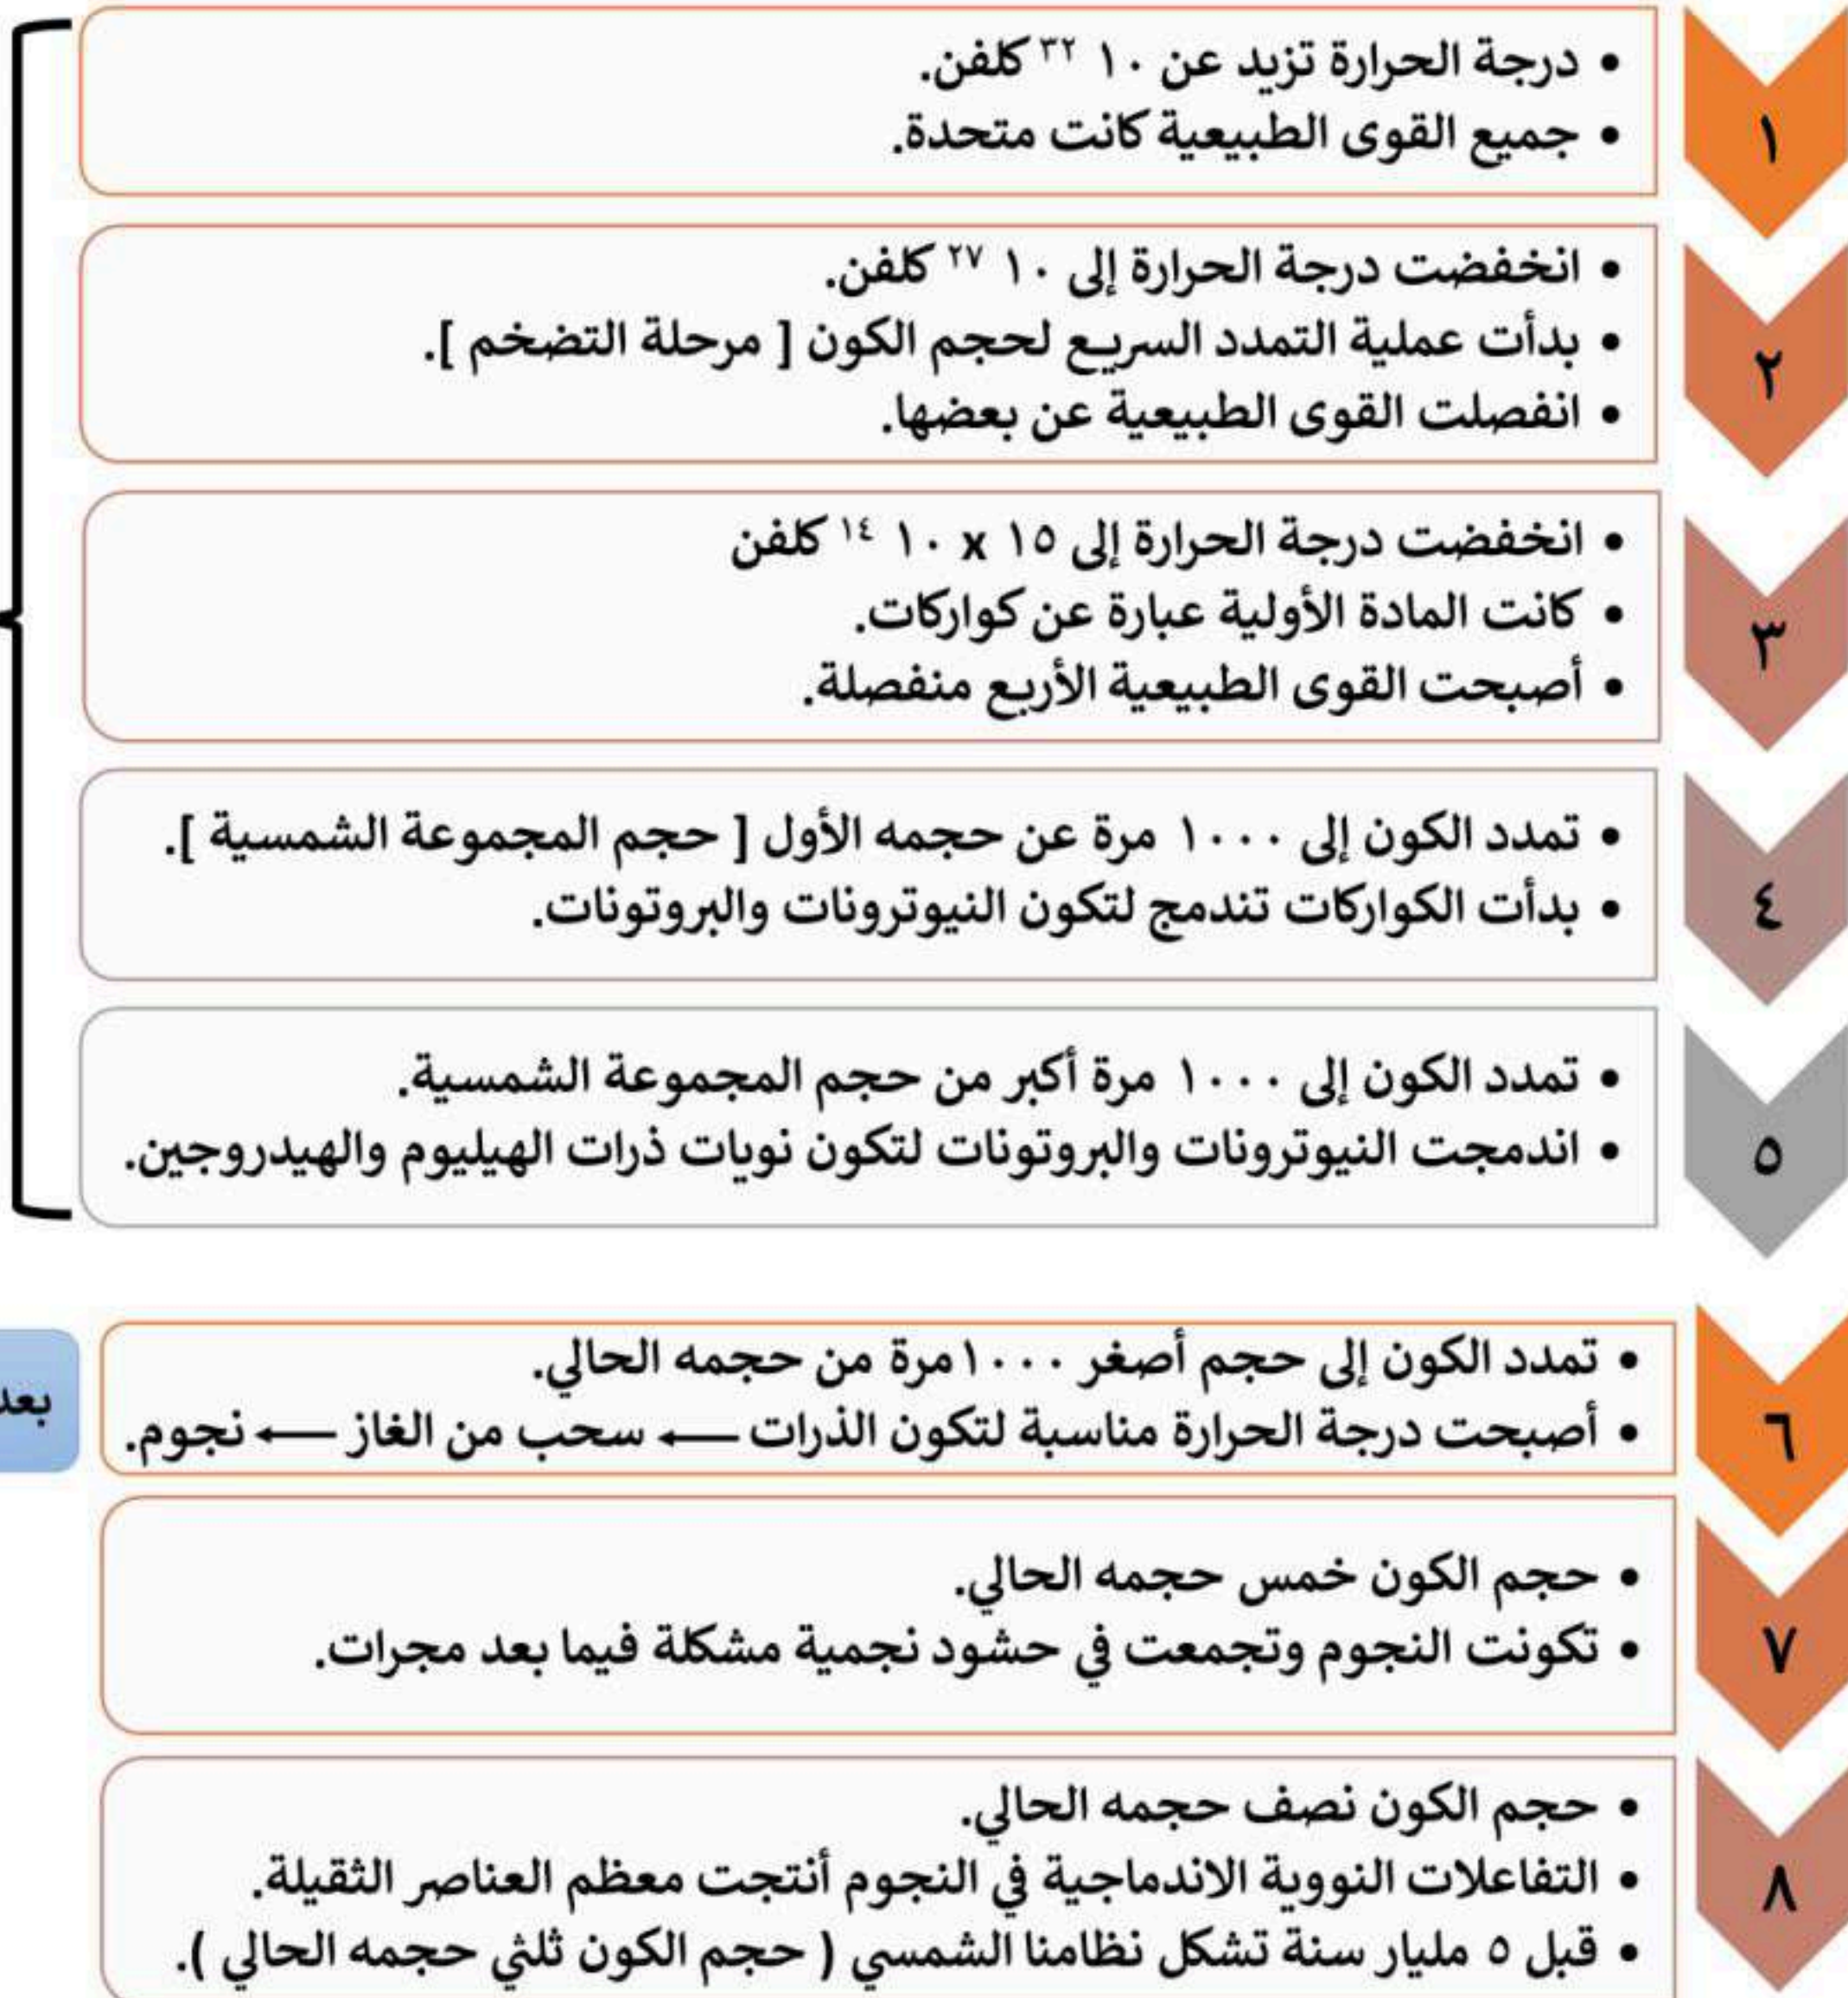 ١
• درجة الحرارة تزيد عن ١٠ ٣٢ كلفن.
• جميع القوى الطبيعية كانت متحدة.
٢
• انخفضت درجة الحرارة إلى ١٠ ٢٧ كلفن.
• بدأت عملية التمدد السريع لحجم الكون [ مرحلة التضخم ].
• انفصلت القوى الطبيعية عن بعضها.
٣
• انخفضت درجة الحرارة إلى ١٥ x ١٠ ١٤ كلفن
• كانت المادة الأولية عبارة عن كواركات.
• أصبحت القوى الطبيعية الأربع منفصلة.
٤
• تمدد الكون إلى ١٠٠٠ مرة عن حجمه الأول [ حجم المجموعة الشمسية ].
• بدأت الكواركات تندمج لتكون النيوترونات والبروتونات.
٥
• تمدد الكون إلى ١٠٠٠ مرة أكبر من حجم المجموعة الشمسية.
• اندمجت النيوترونات والبروتونات لتكون نويات ذرات الهيليوم والهيدروجين.
٦
• تمدد الكون إلى حجم أصغر ١٠٠٠مرة من حجمه الحالي.
• أصبحت درجة الحرارة مناسبة لتكون الذرات ← سحب من الغاز ← نجوم.
بعد
٧
• حجم الكون خمس حجمه الحالي.
• تكونت النجوم وتجمعت في حشود نجمية مشكلة فيما بعد مجرات.
٨
• حجم الكون نصف حجمه الحالي.
• التفاعلات النووية الاندماجية في النجوم أنتجت معظم العناصر الثقيلة.
• قبل ٥ مليار سنة تشكل نظامنا الشمسي ( حجم الكون ثلثي حجمه الحالي ).